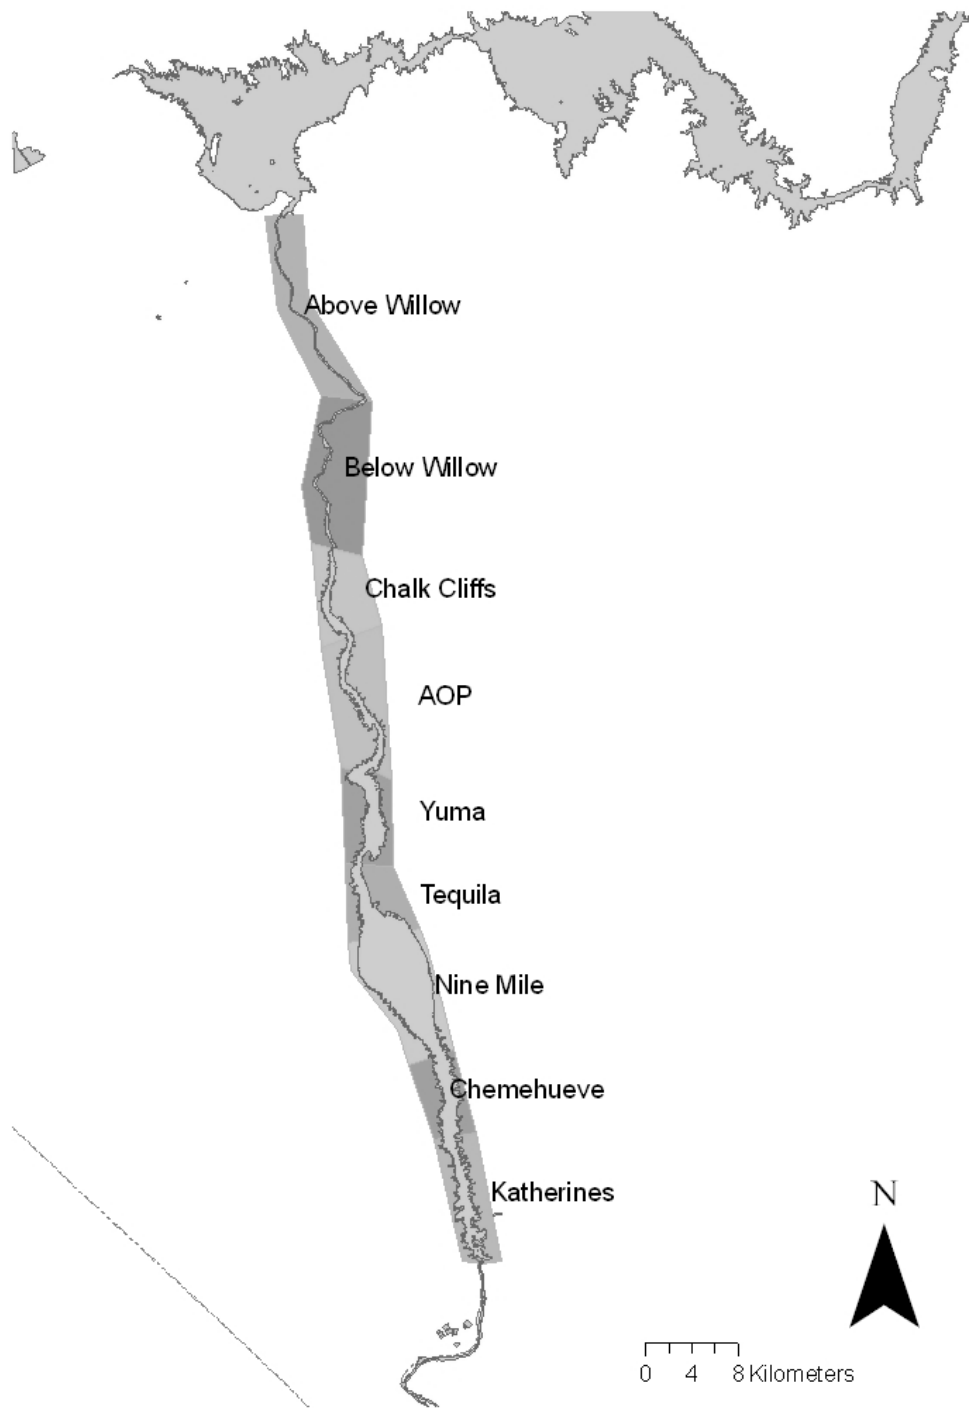 Above Willow
Below Willow
Chalk Cliffs
AOP
Yuma
Tequila
Nine Mile
Chemehueve
Katherines
N
0 4 8 Kilometers